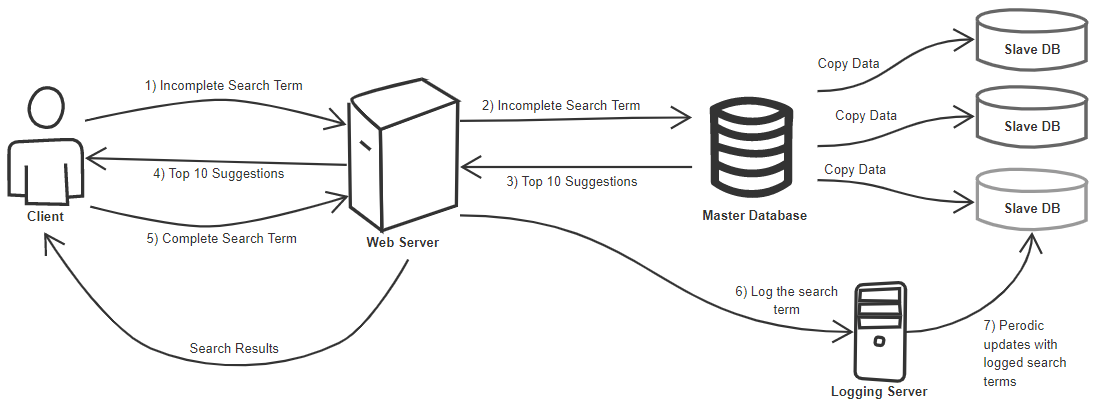 1) Incomplete Search Term
4) Top 10 Suggestions
Client
5) Complete Search Term
Search Results
2) Incomplete Search Term
3) Top 10 Suggestions
Web Server
Master Database
Copy Data
Copy Data
Copy Data
Slave DB
Slave DB
Slave DB
6) Log the search
term
Logging Server
7) Perodic
updates with
logged search
terms